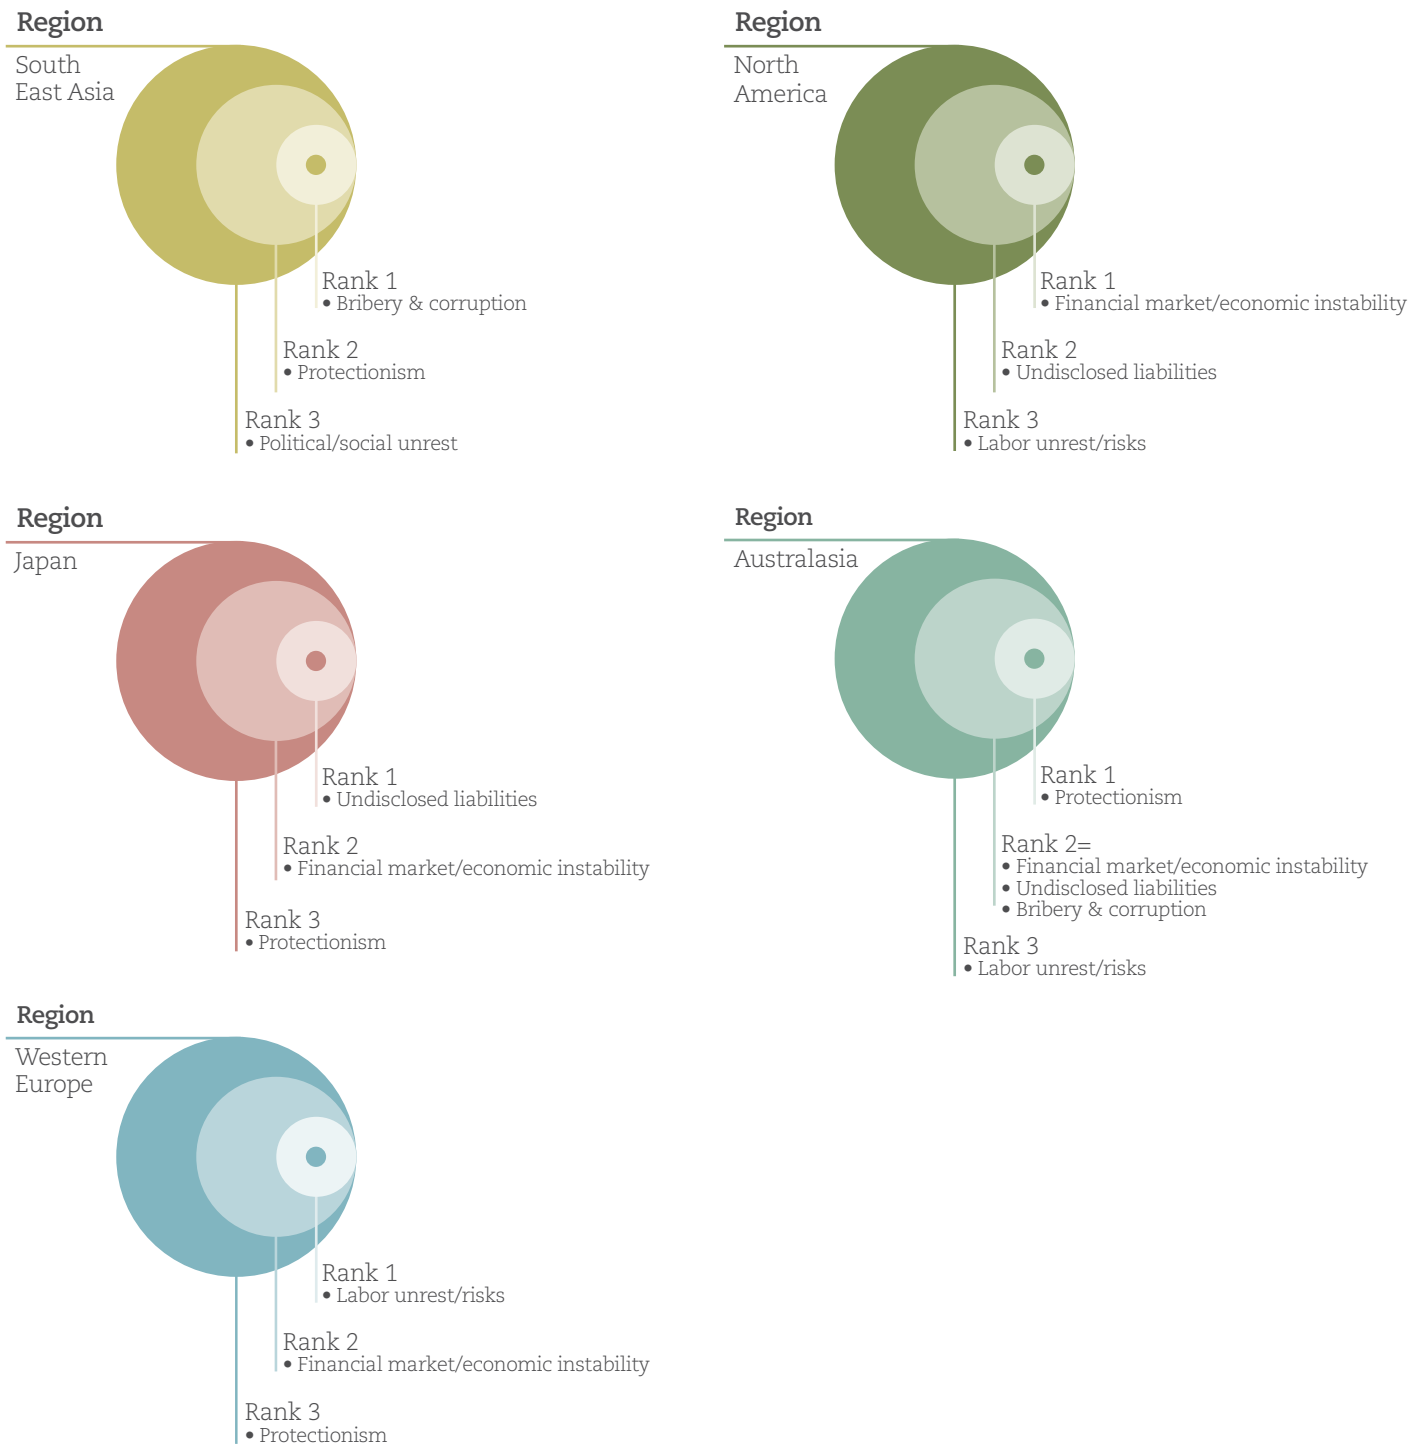 Region
South
East Asia
Rank 1
• Bribery & corruption
Rank 2
• Protectionism
Rank 3
• Political/social unrest
Region
North
America
Rank 1
• Financial market/economic instability
Rank 2
• Undisclosed liabilities
Rank 3
• Labor unrest/risks
Region
Japan
Rank 1
• Undisclosed liabilities
Rank 2
• Financial market/economic instability
Rank 3
• Protectionism
Region
Australasia
Rank 1
• Protectionism
Rank 2=
• Financial market/economic instability
• Undisclosed liabilities
• Bribery & corruption
Rank 3
• Labor unrest/risks
Region
Western
Europe
Rank 1
• Labor unrest/risks
Rank 2
• Financial market/economic instability
Rank 3
• Protectionism